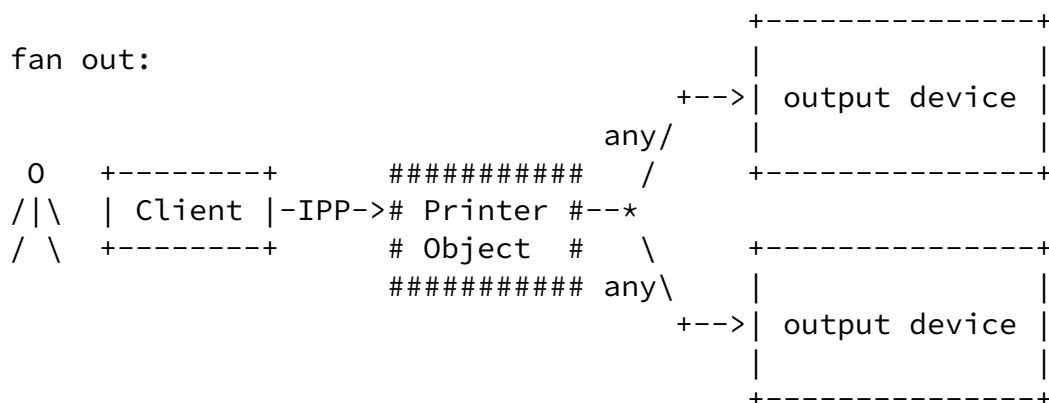 +---------------+
fan out:                                           |               |
                                              +-->| output device |
                                         any/      |               |
 O    +--------+       ###########    /      +---------------+
/|\   | Client |-IPP-># Printer #--*
/ \   +--------+       # Object  #    \      +---------------+
                       ########### any\      |               |
                                              +-->| output device |
                                                   |               |
                                                   +---------------+